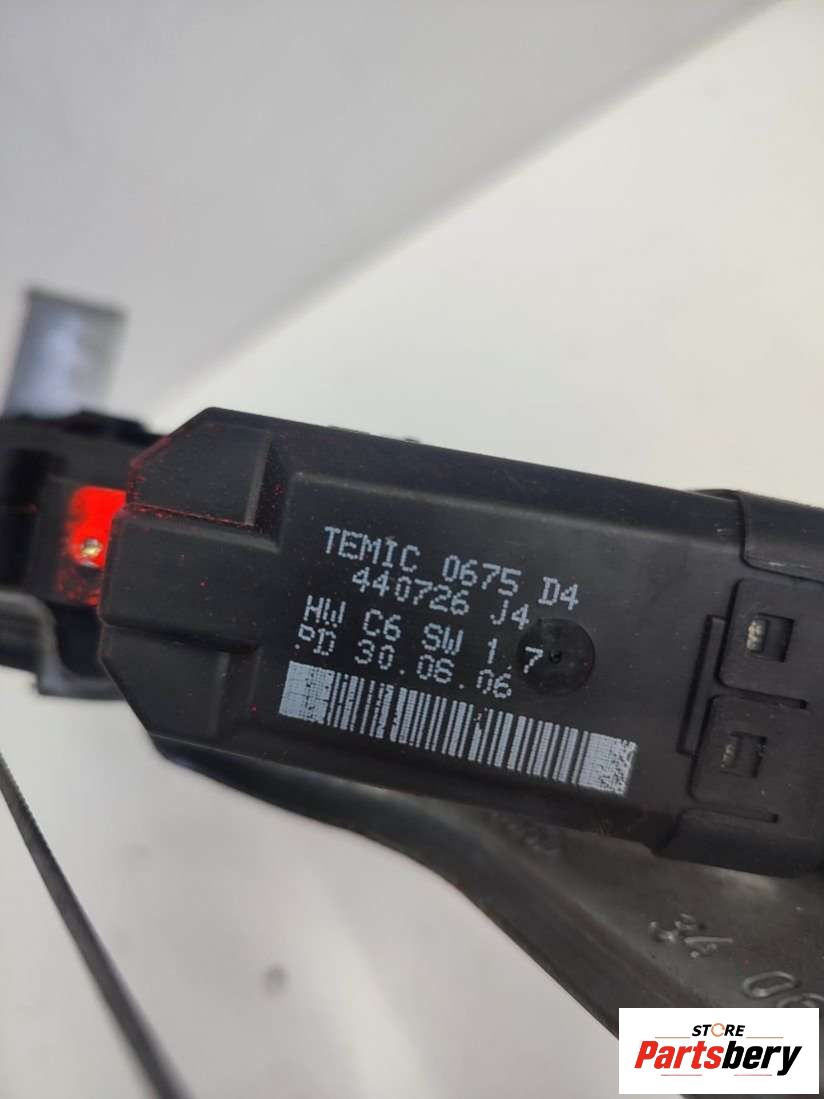 TEMIC 0675 D4
440726 J4
HW C6 SW 1.7
PD 30.06.06
STORE
Partsbery